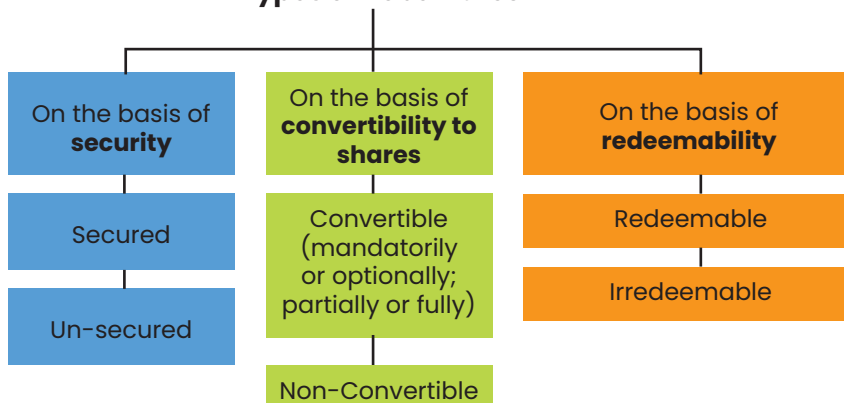 On the basis of
security
Secured
Un-secured
On the basis of
convertibility to
shares
Convertible
(mandatorily
or optionally;
partially or fully)
Non-Convertible
On the basis of
redeemability
Redeemable
Irredeemable